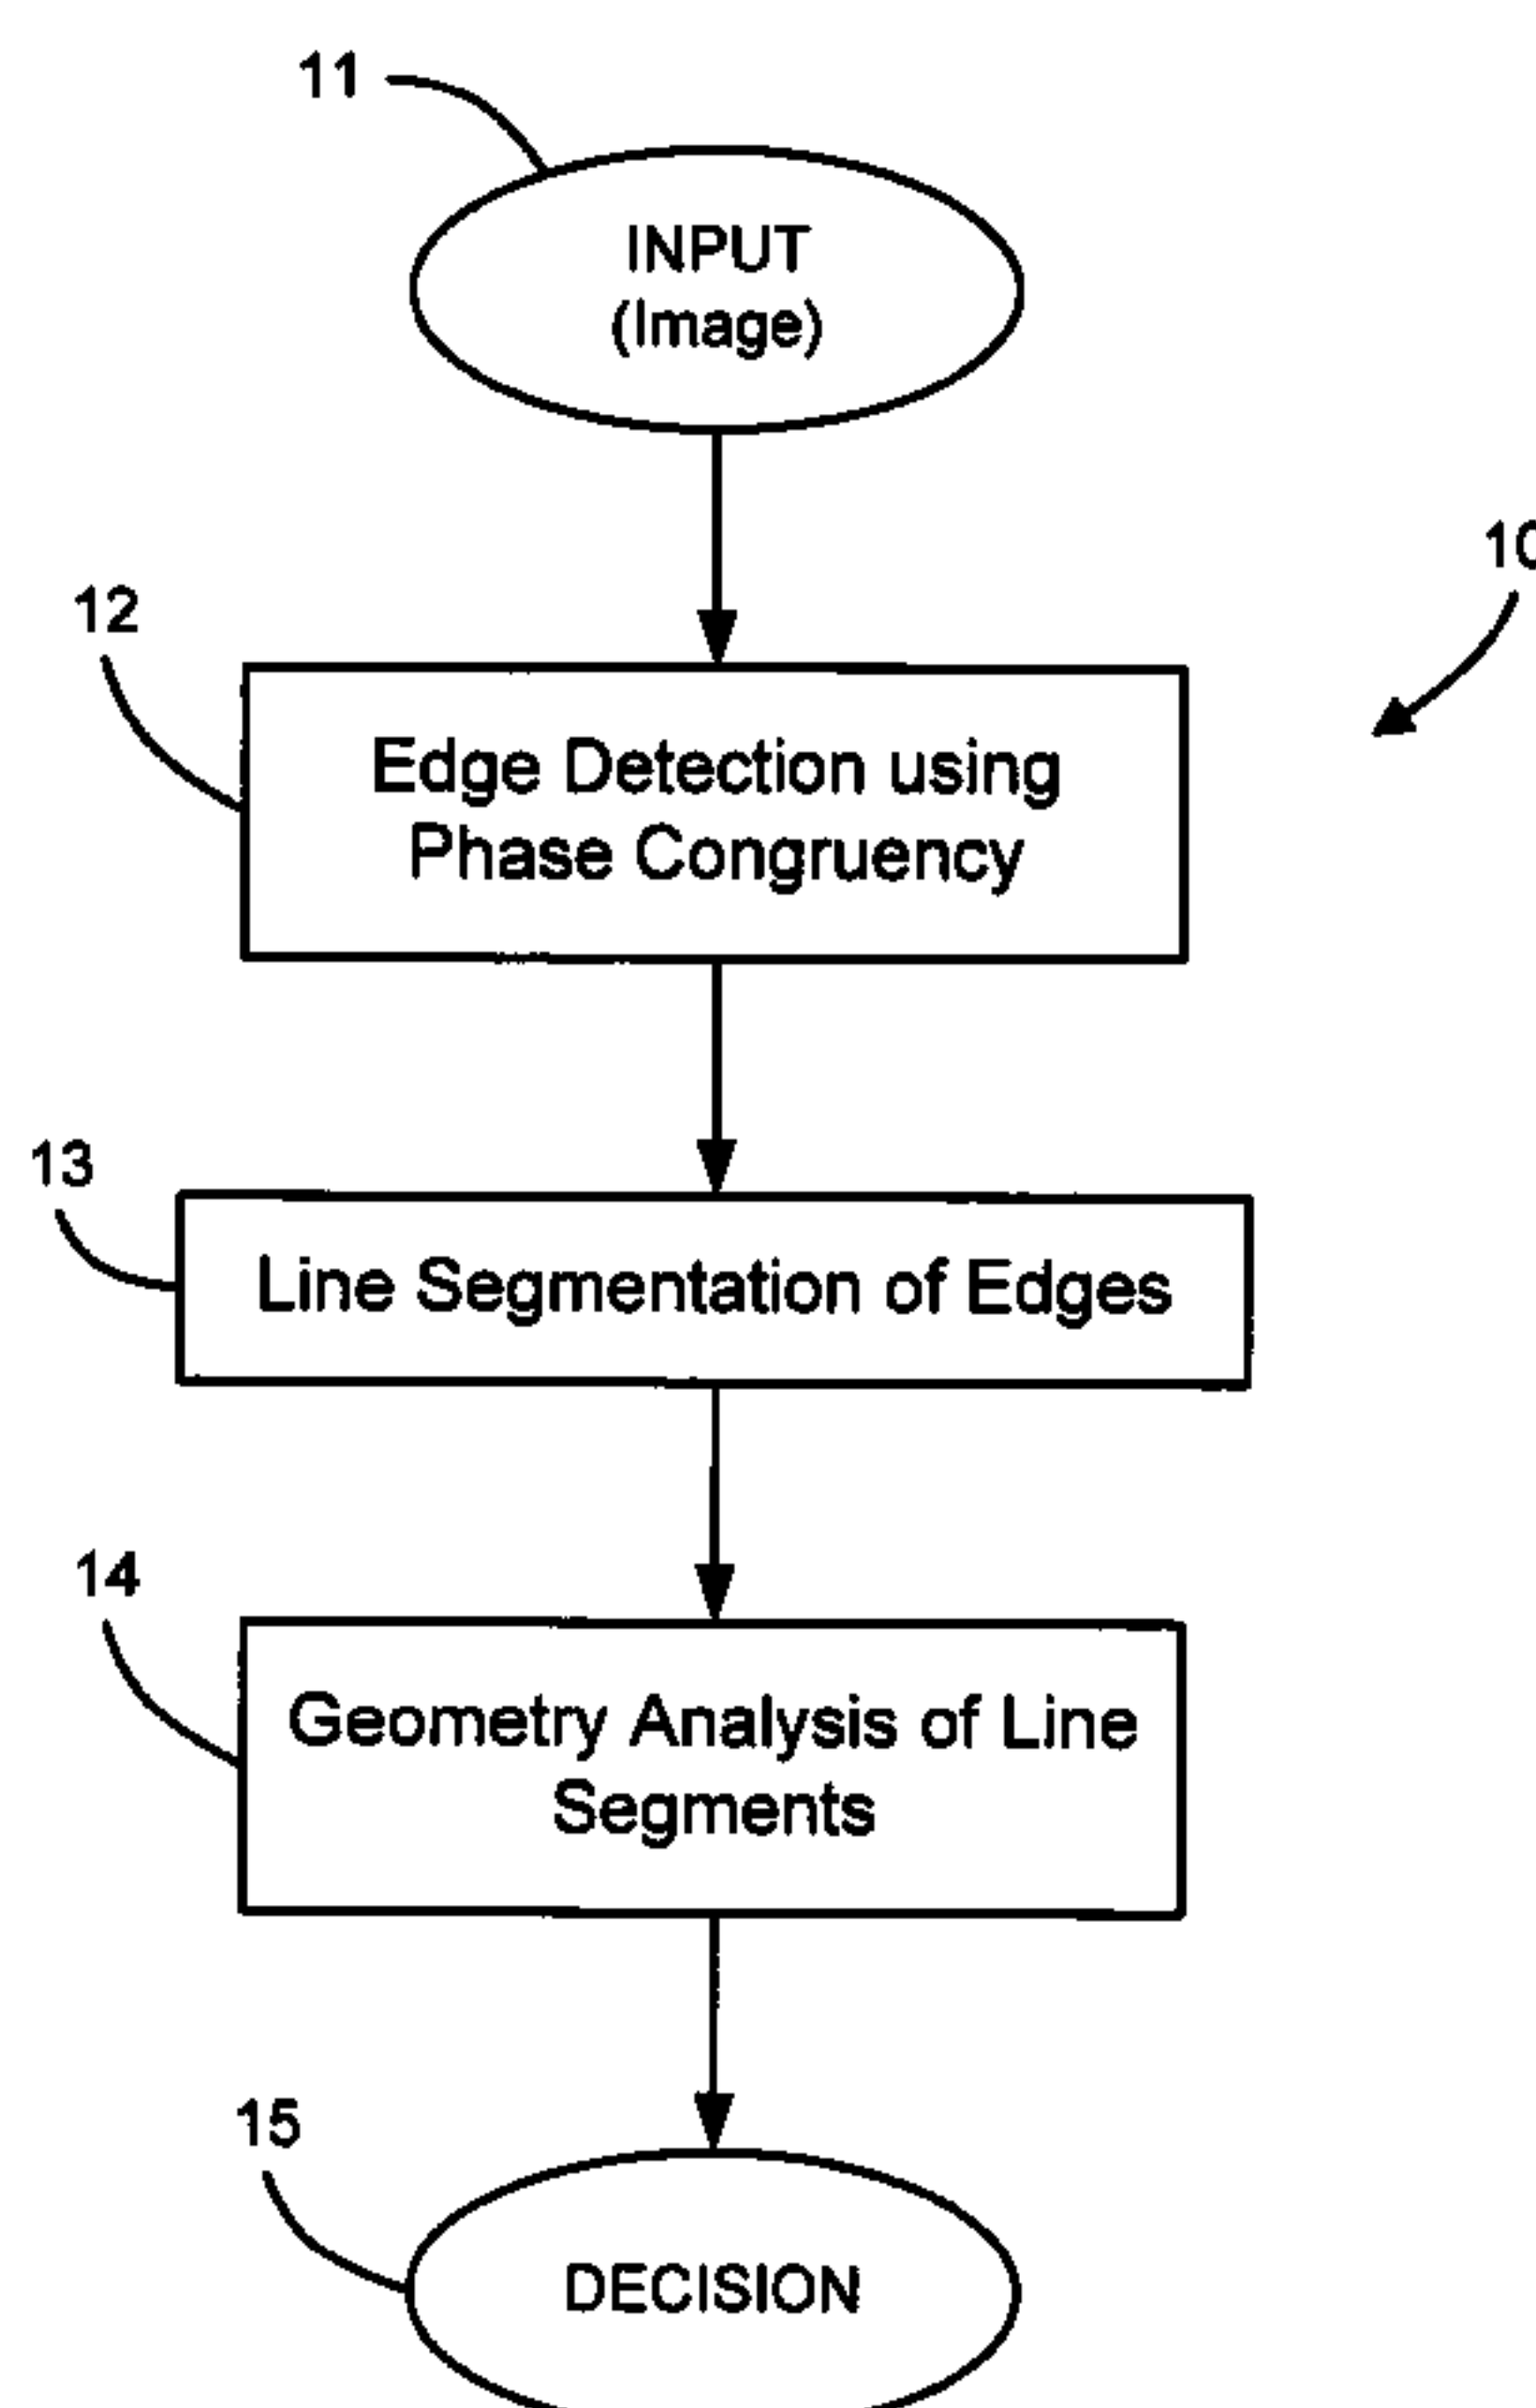 11
INPUT
(Image)
10
12
Edge Detection using
Phase Congruency
13
Line Segmentation of Edges
14
Geometry Analysis of Line
Segments
15
DECISION